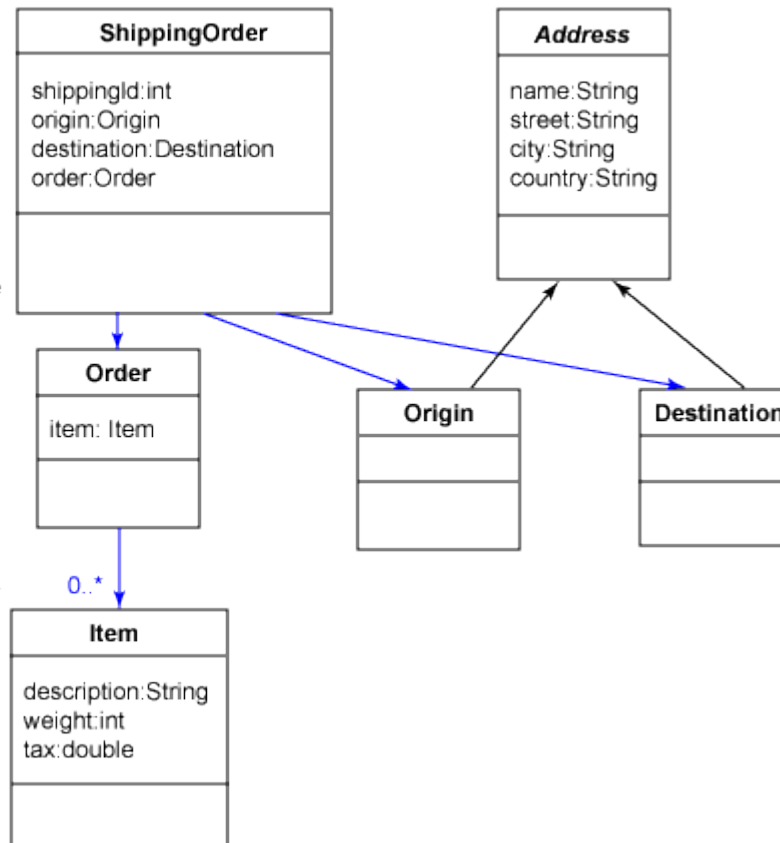 ShippingOrder
shippingId:int
origin:Origin
destination:Destination
order:Order
Address
name:String
street:String
city:String
country:String
Order
item: Item
Origin
Destination
0..*
Item
description:String
weight:int
tax:double